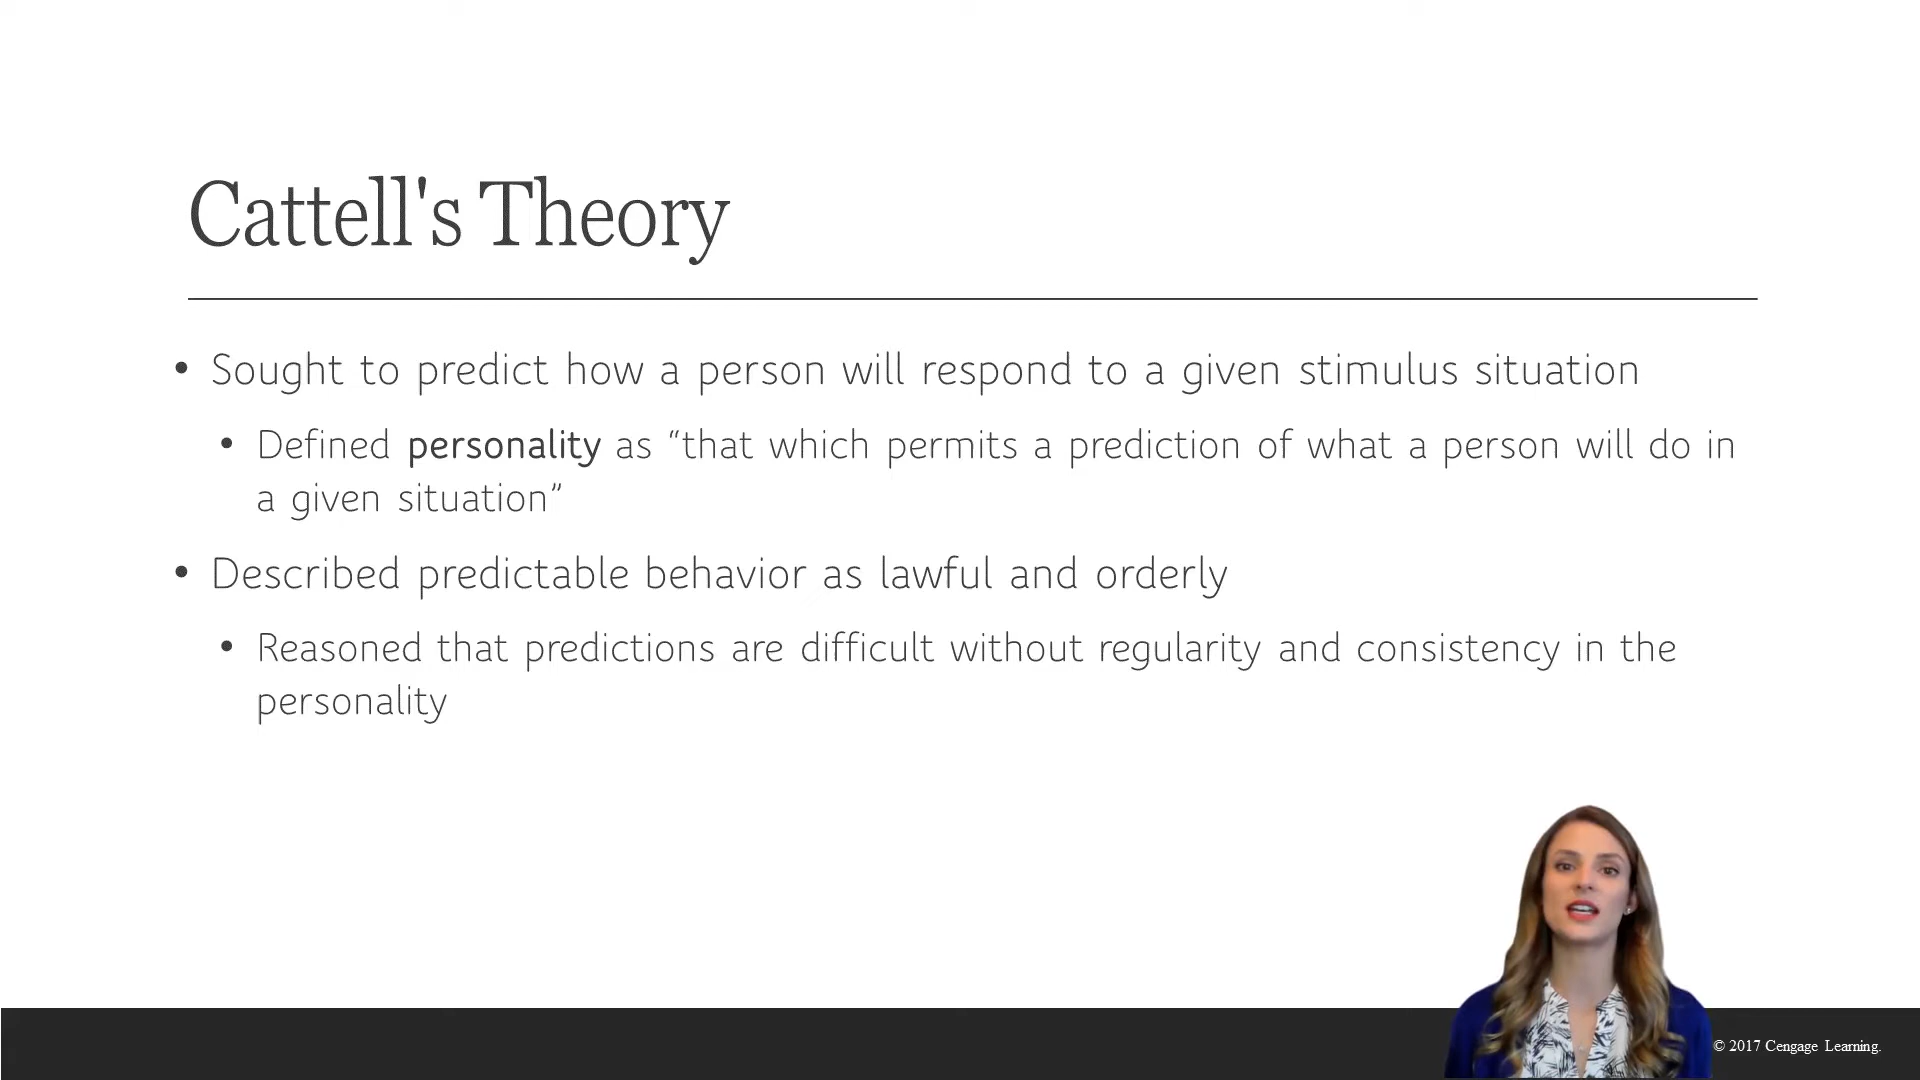 Cattell's Theory
• Sought to predict how a person will respond to a given stimulus situation
• Defined personality as “that which permits a prediction of what a person will do in
a given situation”
• Described predictable behavior as lawful and orderly
• Reasoned that predictions are difficult without regularity and consistency in the
personality
© 2017 Cengage Learning.